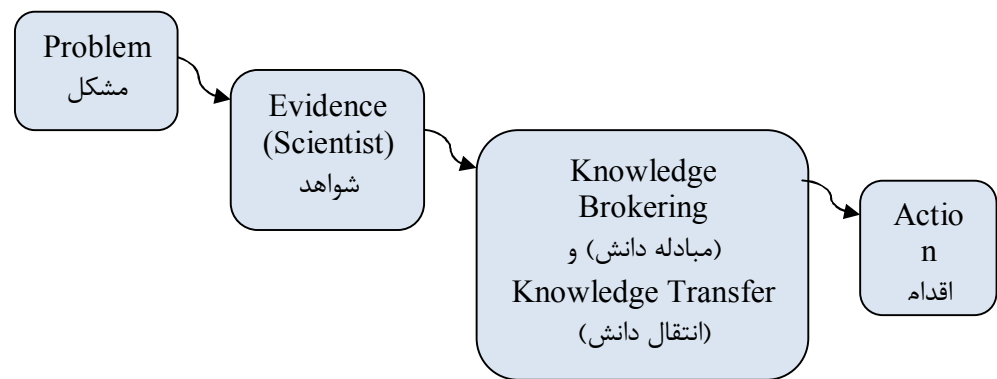 Problem
مشکل
Evidence
(Scientist)
شواهد
Knowledge
Brokering
(مبادله دانش) و
Knowledge Transfer
(انتقال دانش)
Actio
n
اقدام